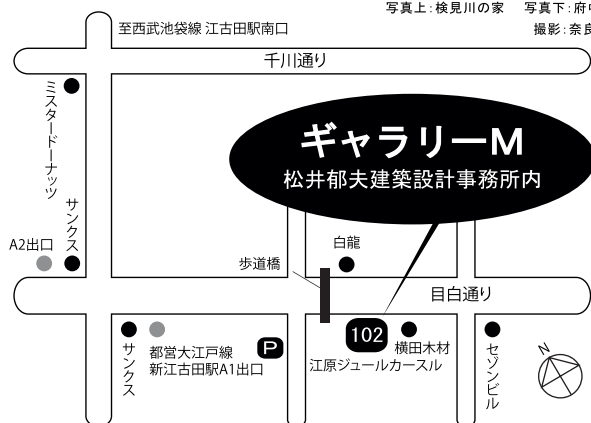 写真上：検見川の家　写真下：府
撮影：奈良
至西武池袋線 江古田駅南口
千川通り
ミスタードーナッツ
ギャラリーM
松井郁夫建築設計事務所内
サンクス
A2出口
白龍
歩道橋
目白通り
サンクス
都営大江戸線
新江古田駅A1出口
P
102
横田木材
江原ジュールカースル
セゾンビル
N